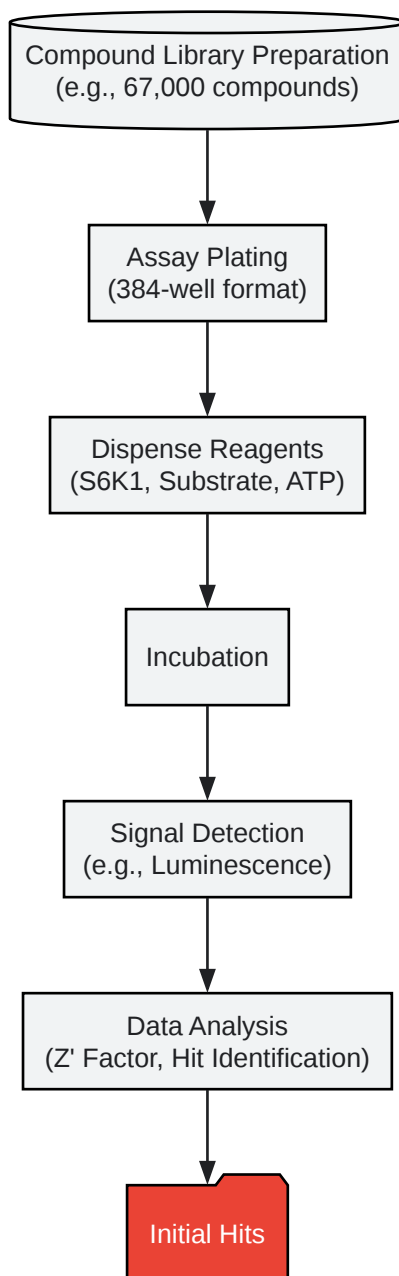 Compound Library Preparation
(e.g., 67,000 compounds)
Assay Plating
(384-well format)
Dispense Reagents
(S6K1, Substrate, ATP)
Incubation
Signal Detection
(e.g., Luminescence)
Data Analysis
(Z' Factor, Hit Identification)
Initial Hits